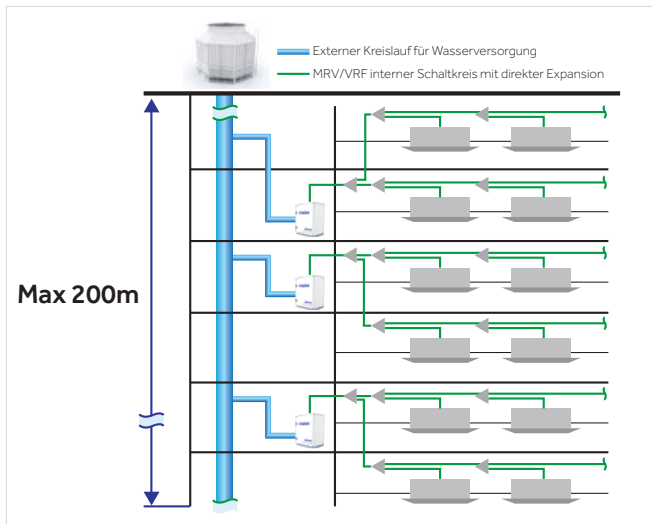 Externer Kreislauf für Wasserversorgung
MRV/VRF interner Schaltkreis mit direkter Expansion
Max 200m